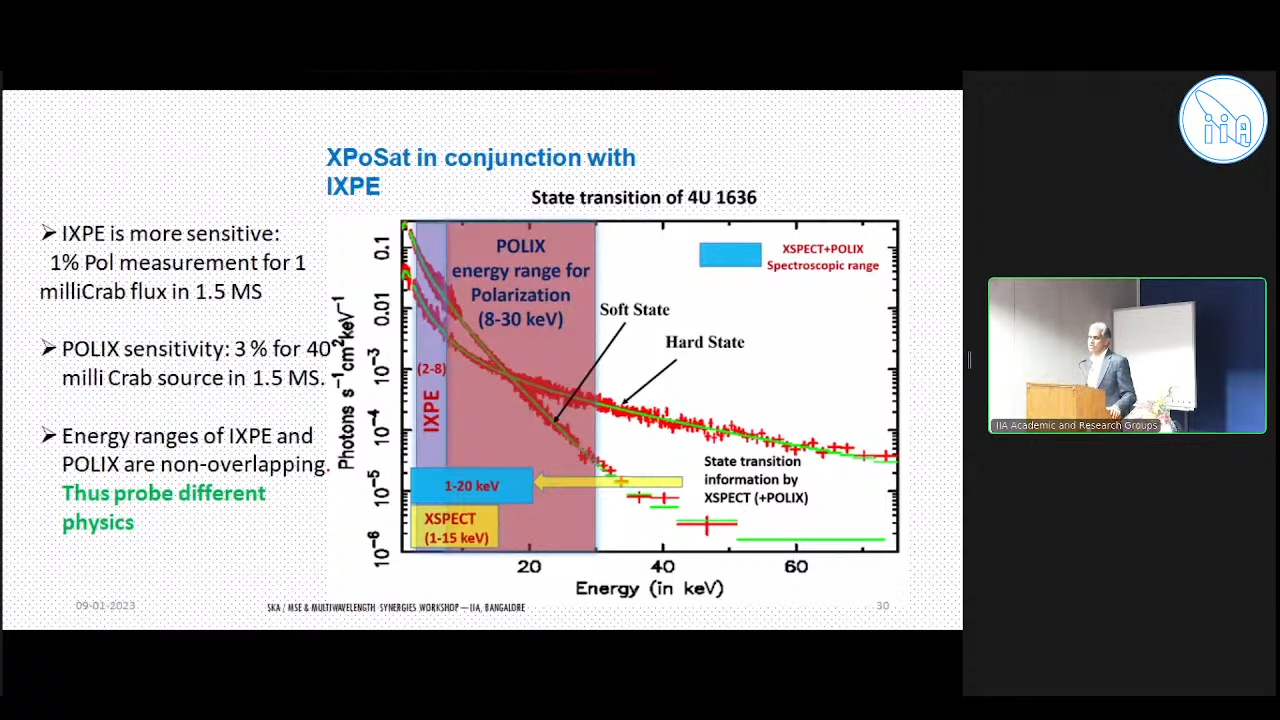 XPoSat in conjunction with
IXPE
State transition of 4U 1636
➢ IXPE is more sensitive:
1% Pol measurement for 1
milliCrab flux in 1.5 MS
➢ POLIX sensitivity: 3 % for 40
milli Crab source in 1.5 MS.
➢ Energy ranges of IXPE and
POLIX are non-overlapping.
Thus probe different
physics
Photons s⁻¹cm²keV⁻¹
0.1
0.01
10⁻³
10⁻⁴
10⁻⁵
10⁻⁶
POLIX
energy range for
Polarization
(8-30 keV)
(2-8)
IXPE
XSPECT+POLIX
Spectroscopic range
Soft State
Hard State
1-20 keV
XSPECT
(1-15 keV)
State transition
information by
XSPECT (+POLIX)
20 40 60
Energy (in keV)
09-01-2023
SKA / MSE & MULTIWAVELENGTH SYNERGIES WORKSHOP — IIA, BANGALORE
30
iiA
IIA Academic and Research Groups